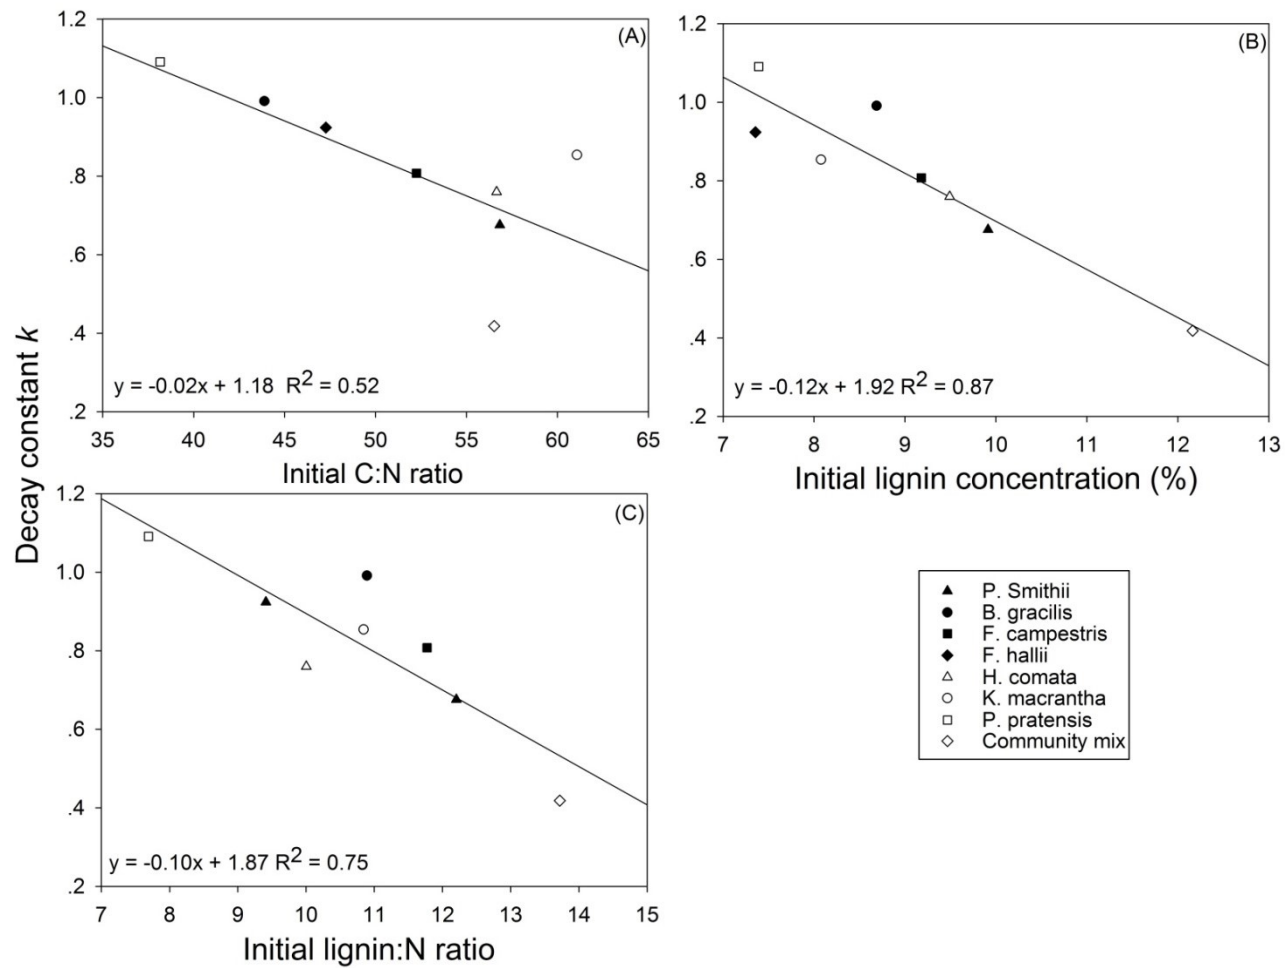 Decay constant k
(A)
1.2
1.0
.8
.6
.4
.2
y = -0.02x + 1.18 R2 = 0.52
35 40 45 50 55 60 65
Initial C:N ratio
(B)
1.2
1.0
.8
.6
.4
.2
y = -0.12x + 1.92 R2 = 0.87
7 8 9 10 11 12 13
Initial lignin concentration (%)
(C)
1.2
1.0
.8
.6
.4
.2
y = -0.10x + 1.87 R2 = 0.75
7 8 9 10 11 12 13 14 15
Initial lignin:N ratio
P. Smithii
B. gracilis
F. campestris
F. hallii
H. comata
K. macrantha
P. pratensis
Community mix